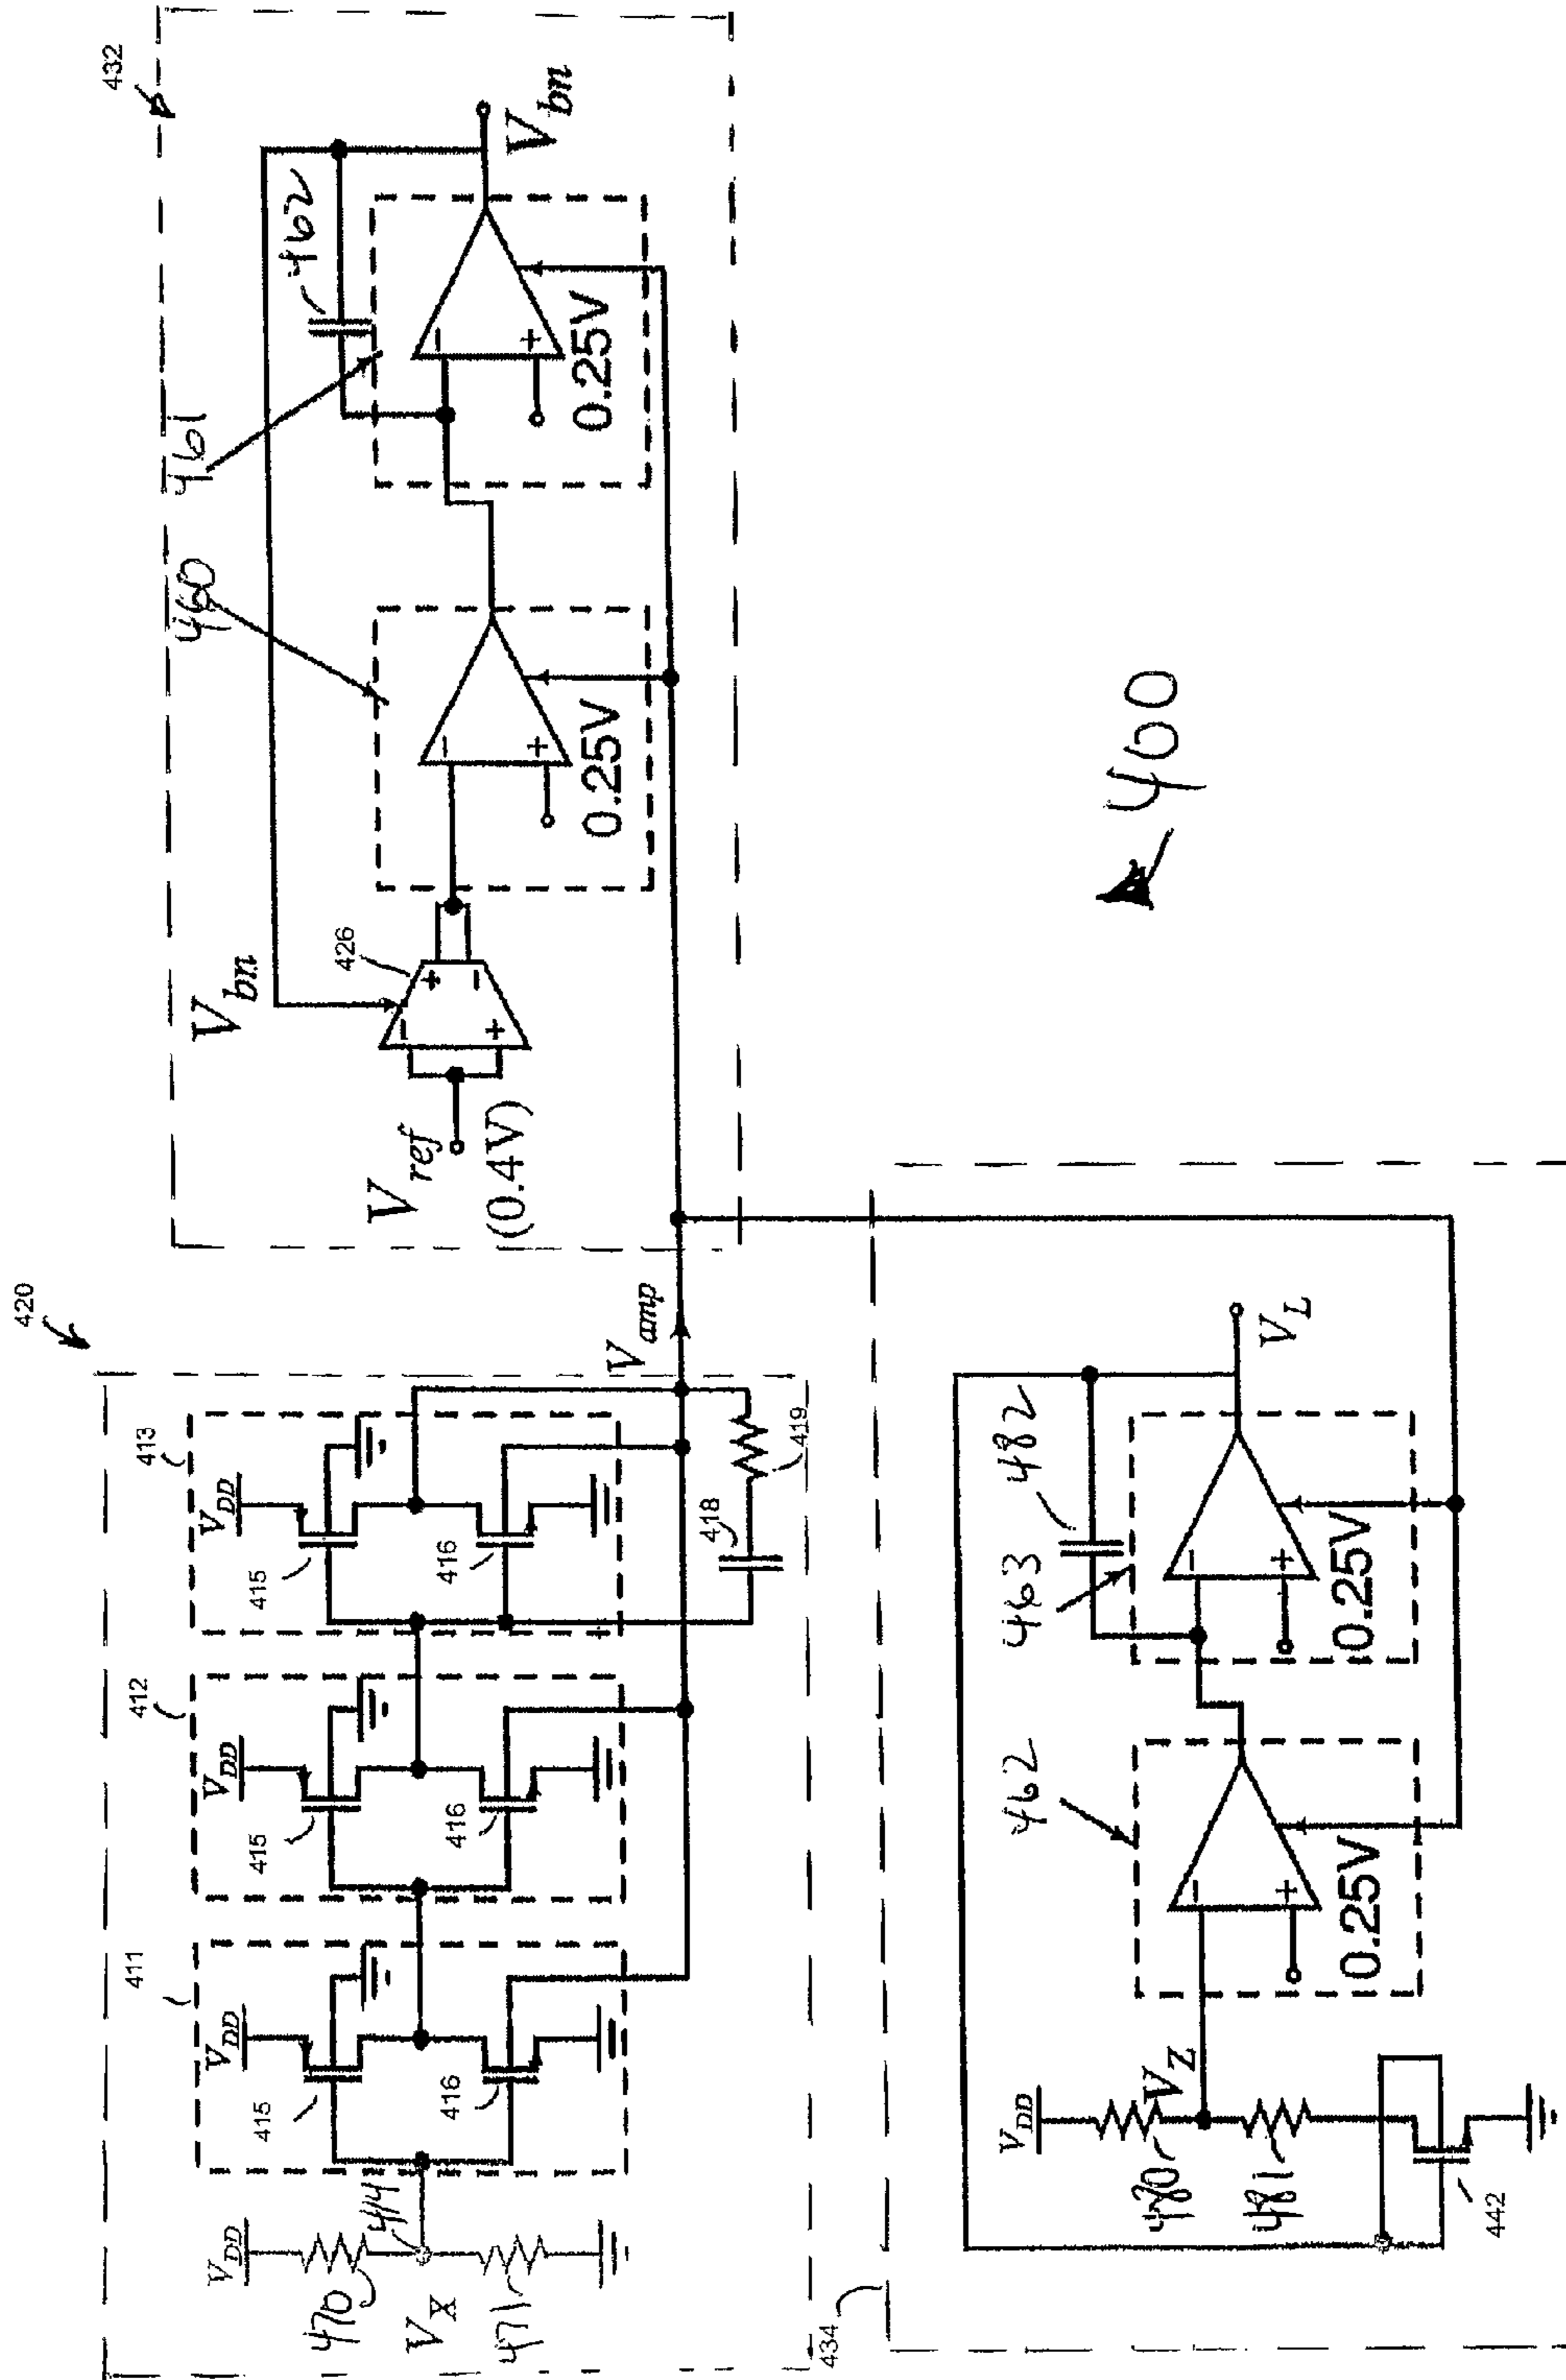 420
432
V_bn
426
460
461
462
V_bn
V_ref
(0.4V)
0.25V
0.25V
− + + −
− +
− +
411
412
413
V_DD
V_DD
V_DD
V_DD
415
415
415
416
416
416
470
414
V_X
471
418
419
V_amp
434
V_DD
480
V_Z
481
442
462
463
482
V_L
− +
− +
0.25V
0.25V
400